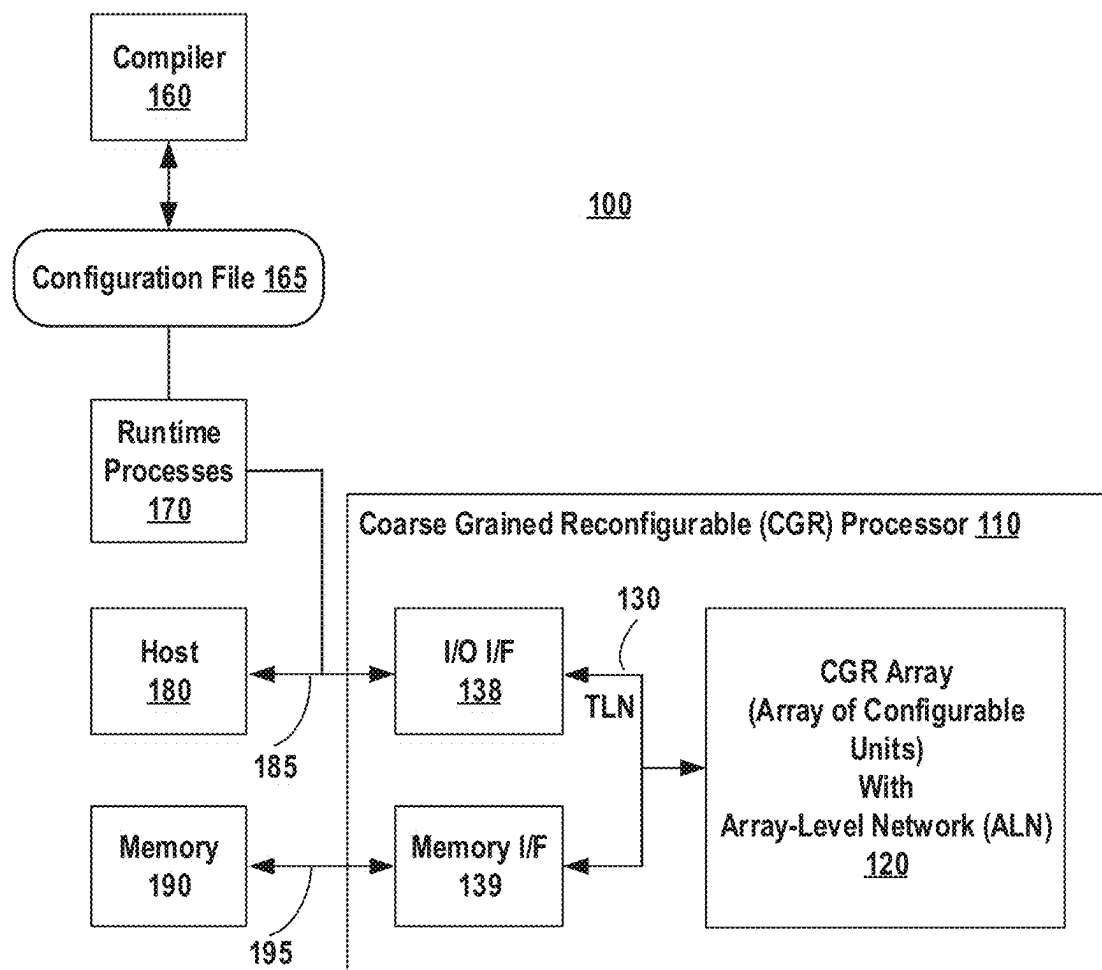 Compiler
160
100
Configuration File 165
Runtime
Processes
170
Coarse Grained Reconfigurable (CGR) Processor 110
130
Host
180
I/O I/F
138
TLN
CGR Array
(Array of Configurable
Units)
With
Array-Level Network (ALN)
120
185
Memory
190
Memory I/F
139
195